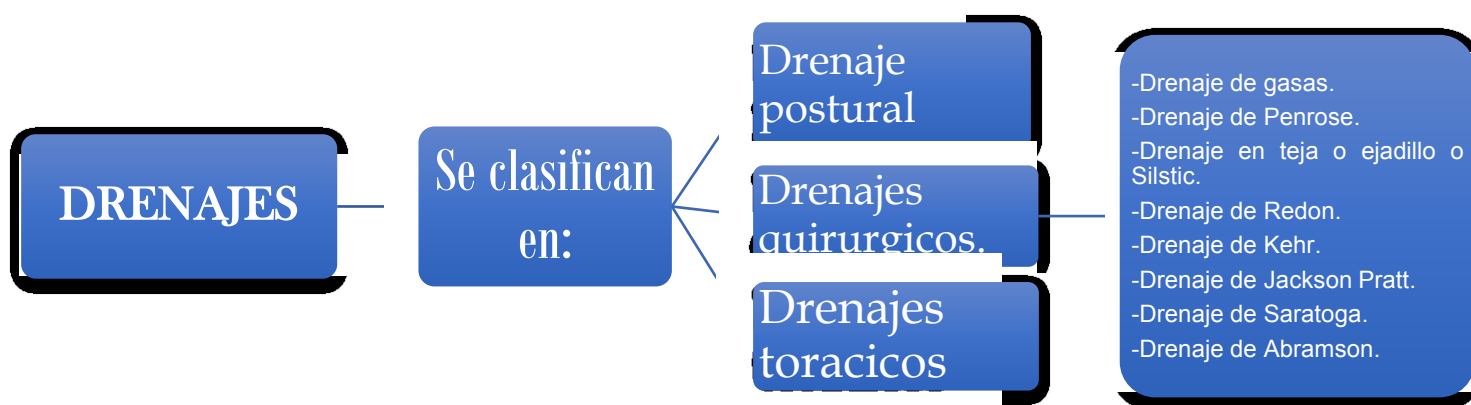 DRENAJES
Se clasifican
en:
Drenaje
postural
Drenajes
quirurgicos.
Drenajes
toracicos
-Drenaje de gasas.
-Drenaje de Penrose.
-Drenaje en teja o ejadillo o
Silstic.
-Drenaje de Redon.
-Drenaje de Kehr.
-Drenaje de Jackson Pratt.
-Drenaje de Saratoga.
-Drenaje de Abramson.